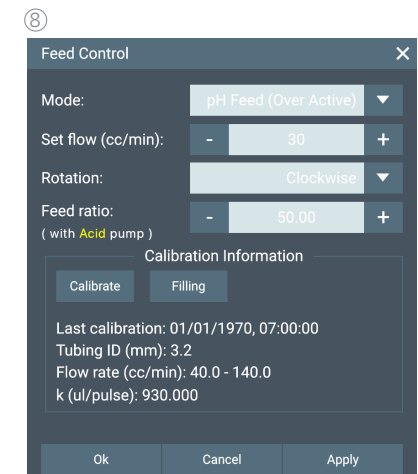 ⑧
Feed Control
Mode: pH Feed (Over Active)
Set flow (cc/min): - 30 +
Rotation: Clockwise
Feed ratio: - 50.00 +
( with Acid pump )
Calibration Information
Calibrate Filling
Last calibration: 01/01/1970, 07:00:00
Tubing ID (mm): 3.2
Flow rate (cc/min): 40.0 - 140.0
k (ul/pulse): 930.000
Ok Cancel Apply